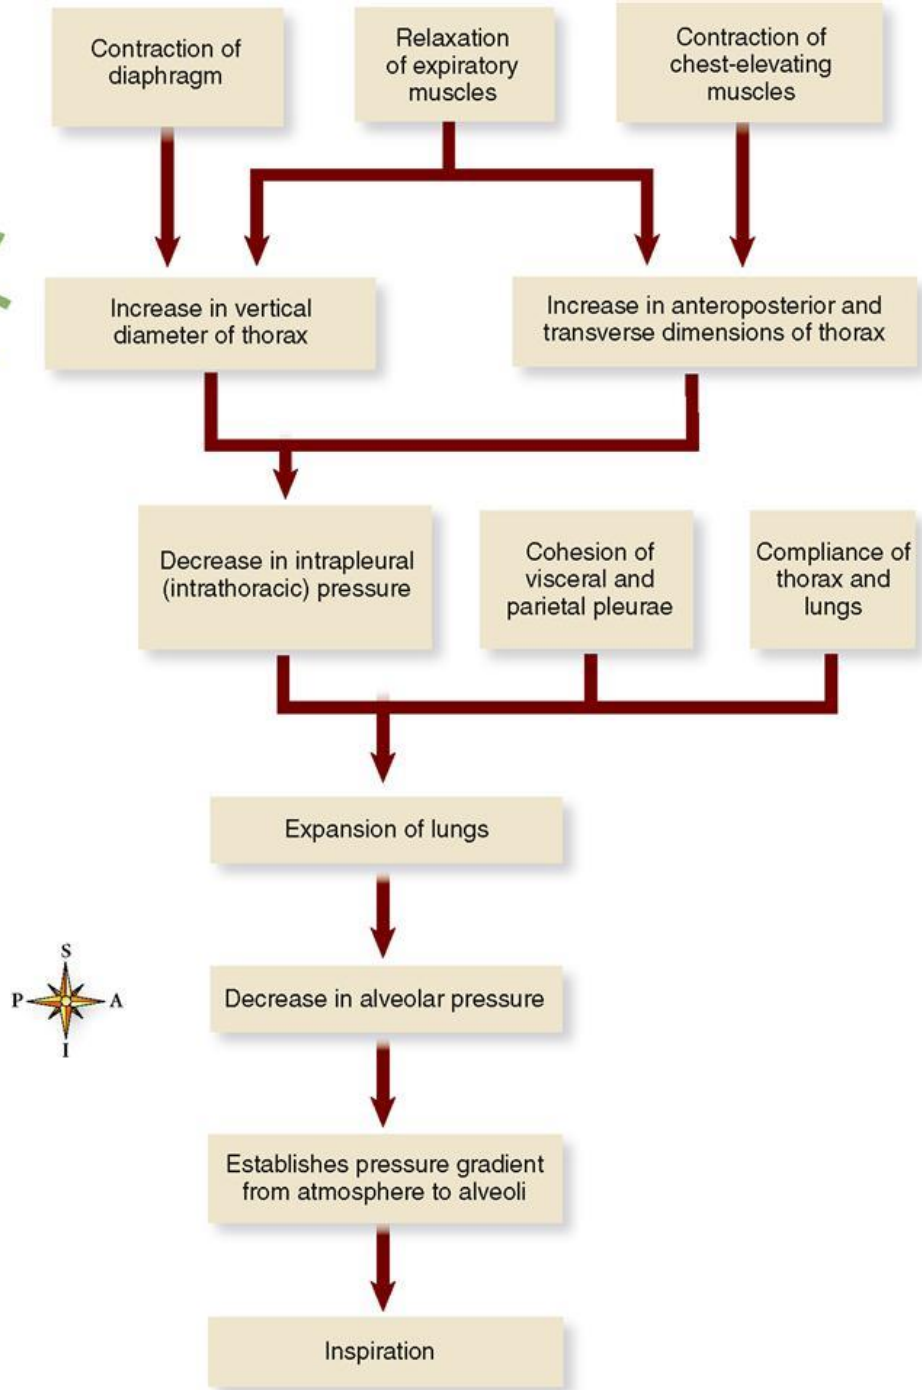 Contraction of
diaphragm
Relaxation
of expiratory
muscles
Contraction of
chest-elevating
muscles
Increase in vertical
diameter of thorax
Increase in anteroposterior and
transverse dimensions of thorax
Decrease in intrapleural
(intrathoracic) pressure
Cohesion of
visceral and
parietal pleurae
Compliance of
thorax and
lungs
Expansion of lungs
S
P A
I
Decrease in alveolar pressure
Establishes pressure gradient
from atmosphere to alveoli
Inspiration